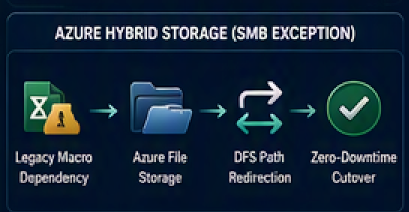 AZURE HYBRID STORAGE (SMB EXCEPTION)
Legacy Macro
Dependency
Azure File
Storage
DFS Path
Redirection
Zero-Downtime
Cutover